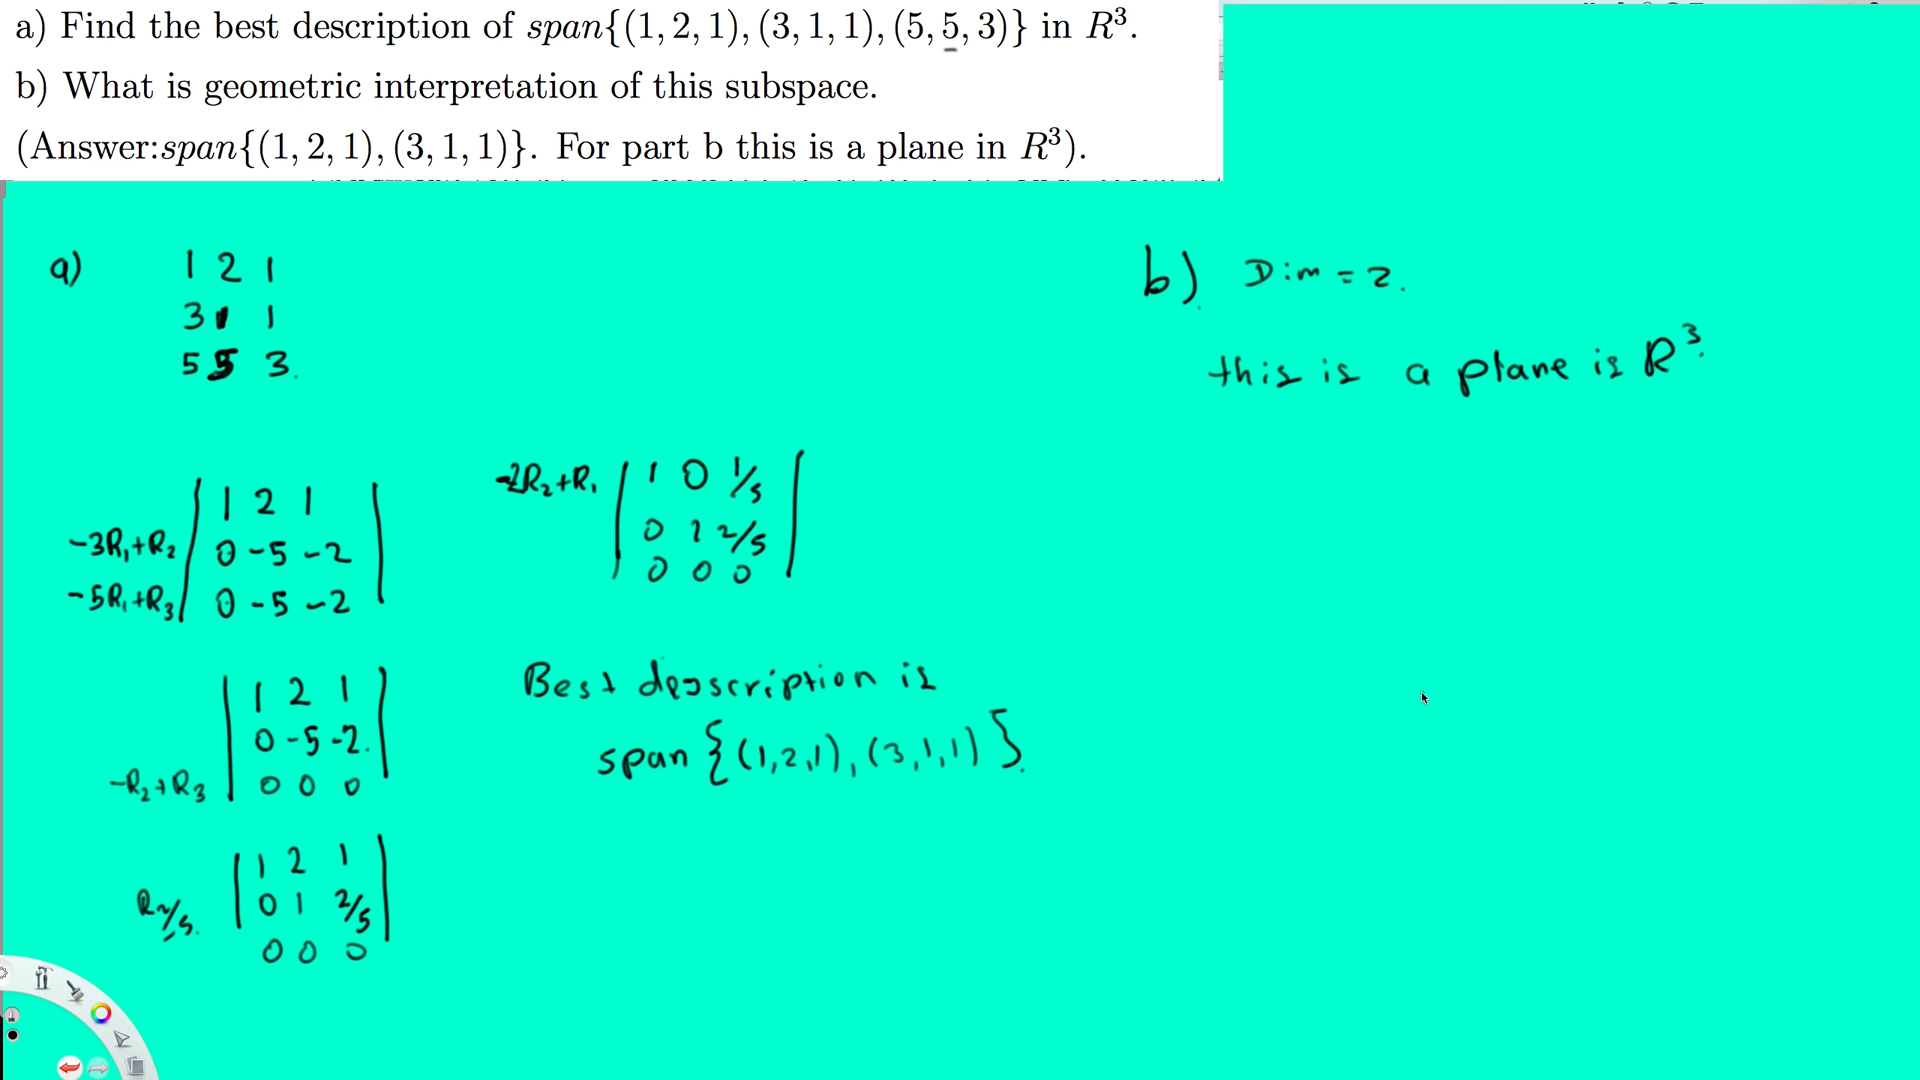 a) Find the best description of span{(1, 2, 1), (3, 1, 1), (5, 5, 3)} in R³.
b) What is geometric interpretation of this subspace.
(Answer:span{(1, 2, 1), (3, 1, 1)}. For part b this is a plane in R³).
a)
1 2 1
3 1 1
5 5 3.
1 2 1
-3R₁+R₂ 0 -5 -2
-5R₁+R₃ 0 -5 -2
1 2 1
0 -5 -2.
-R₂+R₃ 0 0 0
1 2 1
R₂/-5. 0 1 2/5
0 0 0
-2R₂+R₁ 1 0 1/5
0 1 2/5
0 0 0
Best description is
span {(1,2,1), (3,1,1)}.
b) Dim = 2.
this is a plane is R³.